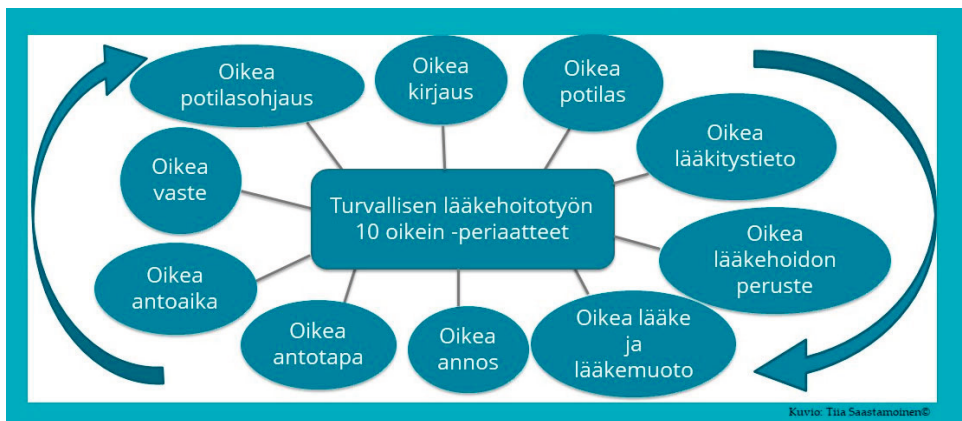 Oikea
potilasohjaus
Oikea
kirjaus
Oikea
potilas
Oikea
lääkitystieto
Oikea
lääkehoidon
peruste
Oikea lääke
ja
lääkemuoto
Oikea
annos
Oikea
antotapa
Oikea
antoaika
Oikea
vaste
Turvallisen lääkehoitotyön
10 oikein -periaatteet
Kuvio: Tiia Saastamoinen©